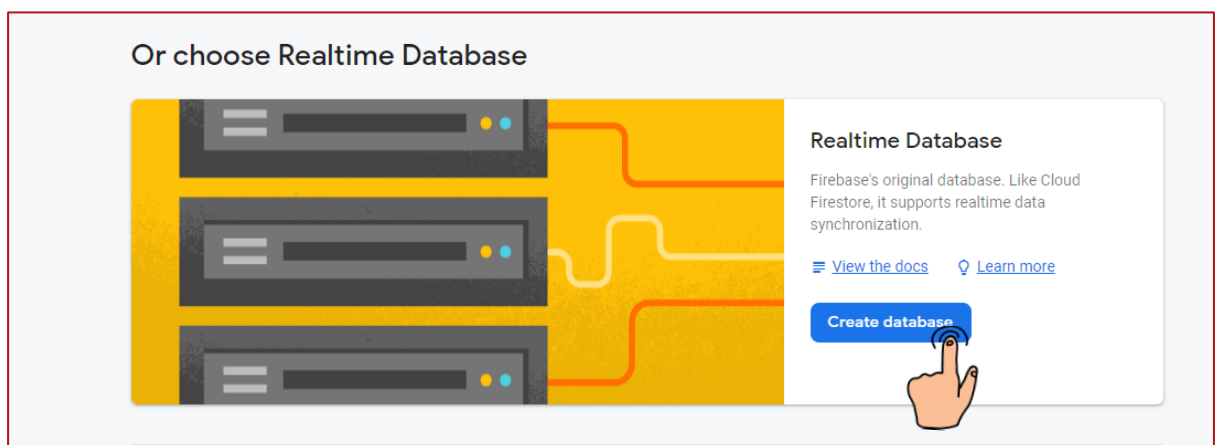 Or choose Realtime Database
Realtime Database
Firebase's original database. Like Cloud
Firestore, it supports realtime data
synchronization.
View the docs Learn more
Create database